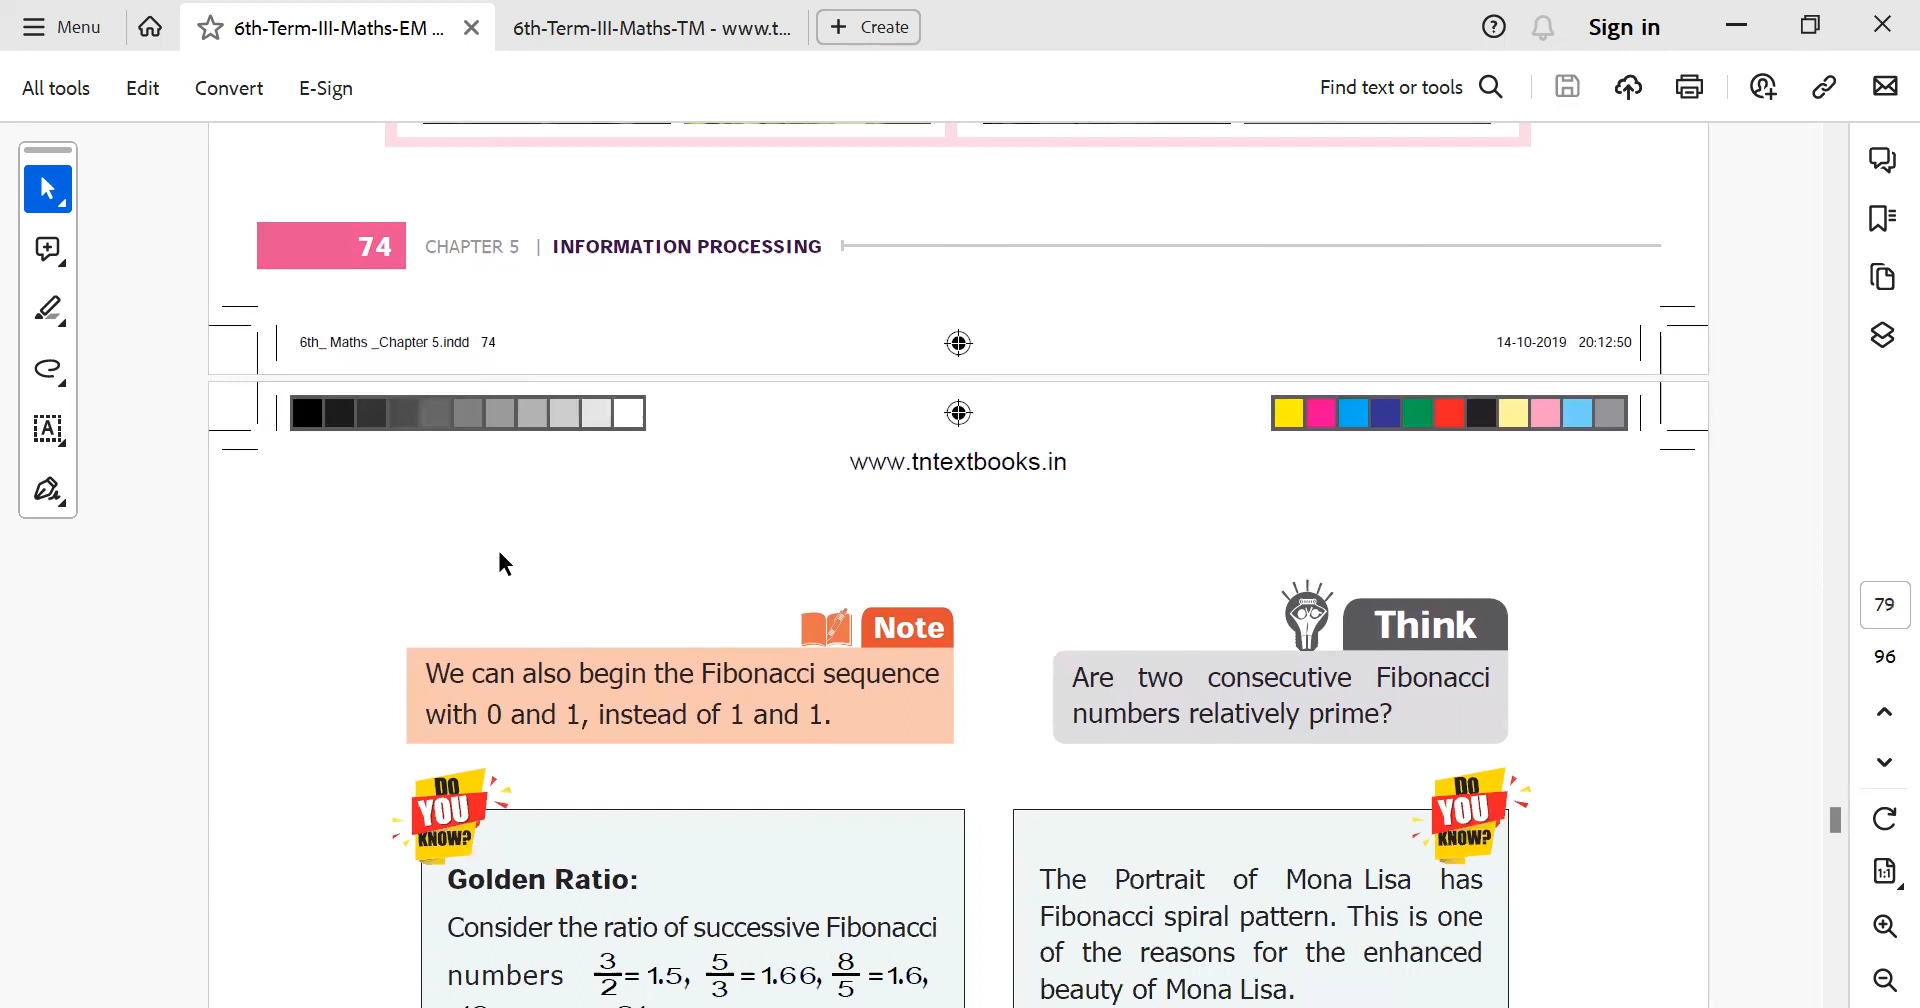 Menu
6th-Term-III-Maths-EM ...
6th-Term-III-Maths-TM - www.t...
Create
Sign in
All tools
Edit
Convert
E-Sign
Find text or tools
74 CHAPTER 5 | INFORMATION PROCESSING
6th_ Maths _Chapter 5.indd 74
14-10-2019 20:12:50
www.tntextbooks.in
Note
We can also begin the Fibonacci sequence
with 0 and 1, instead of 1 and 1.
Think
Are two consecutive Fibonacci
numbers relatively prime?
DO
YOU
KNOW?
Golden Ratio:
Consider the ratio of successive Fibonacci
numbers 3/2 = 1.5, 5/3 = 1.66, 8/5 = 1.6,
DO
YOU
KNOW?
The Portrait of Mona Lisa has
Fibonacci spiral pattern. This is one
of the reasons for the enhanced
beauty of Mona Lisa.
79
96
1:1